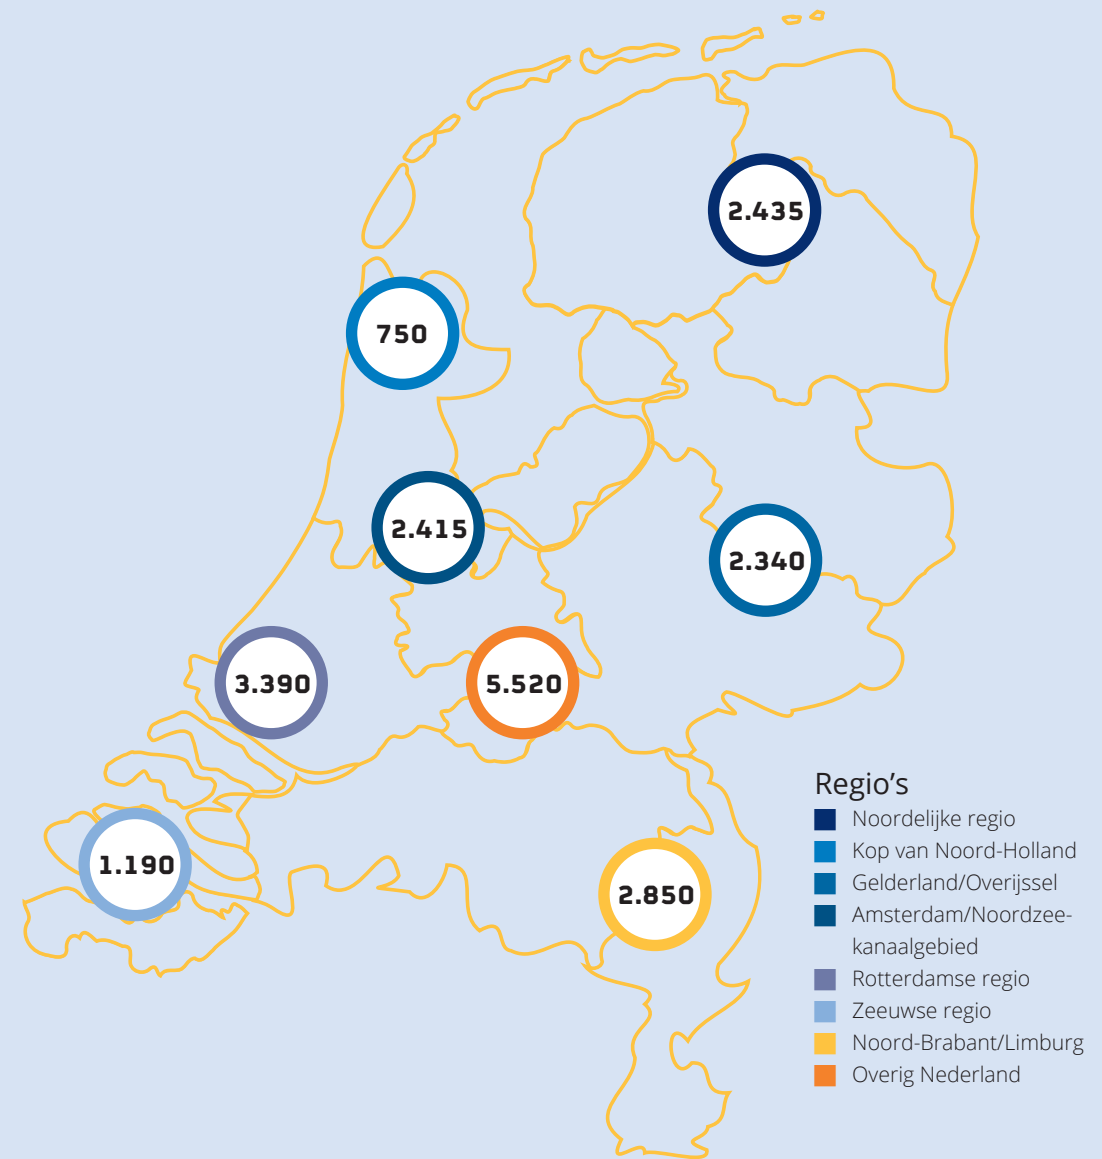 2.435
750
2.415
2.340
3.390
5.520
1.190
2.850
Regio’s
Noordelijke regio
Kop van Noord-Holland
Gelderland/Overijssel
Amsterdam/Noordzee-
kanaalgebied
Rotterdamse regio
Zeeuwse regio
Noord-Brabant/Limburg
Overig Nederland